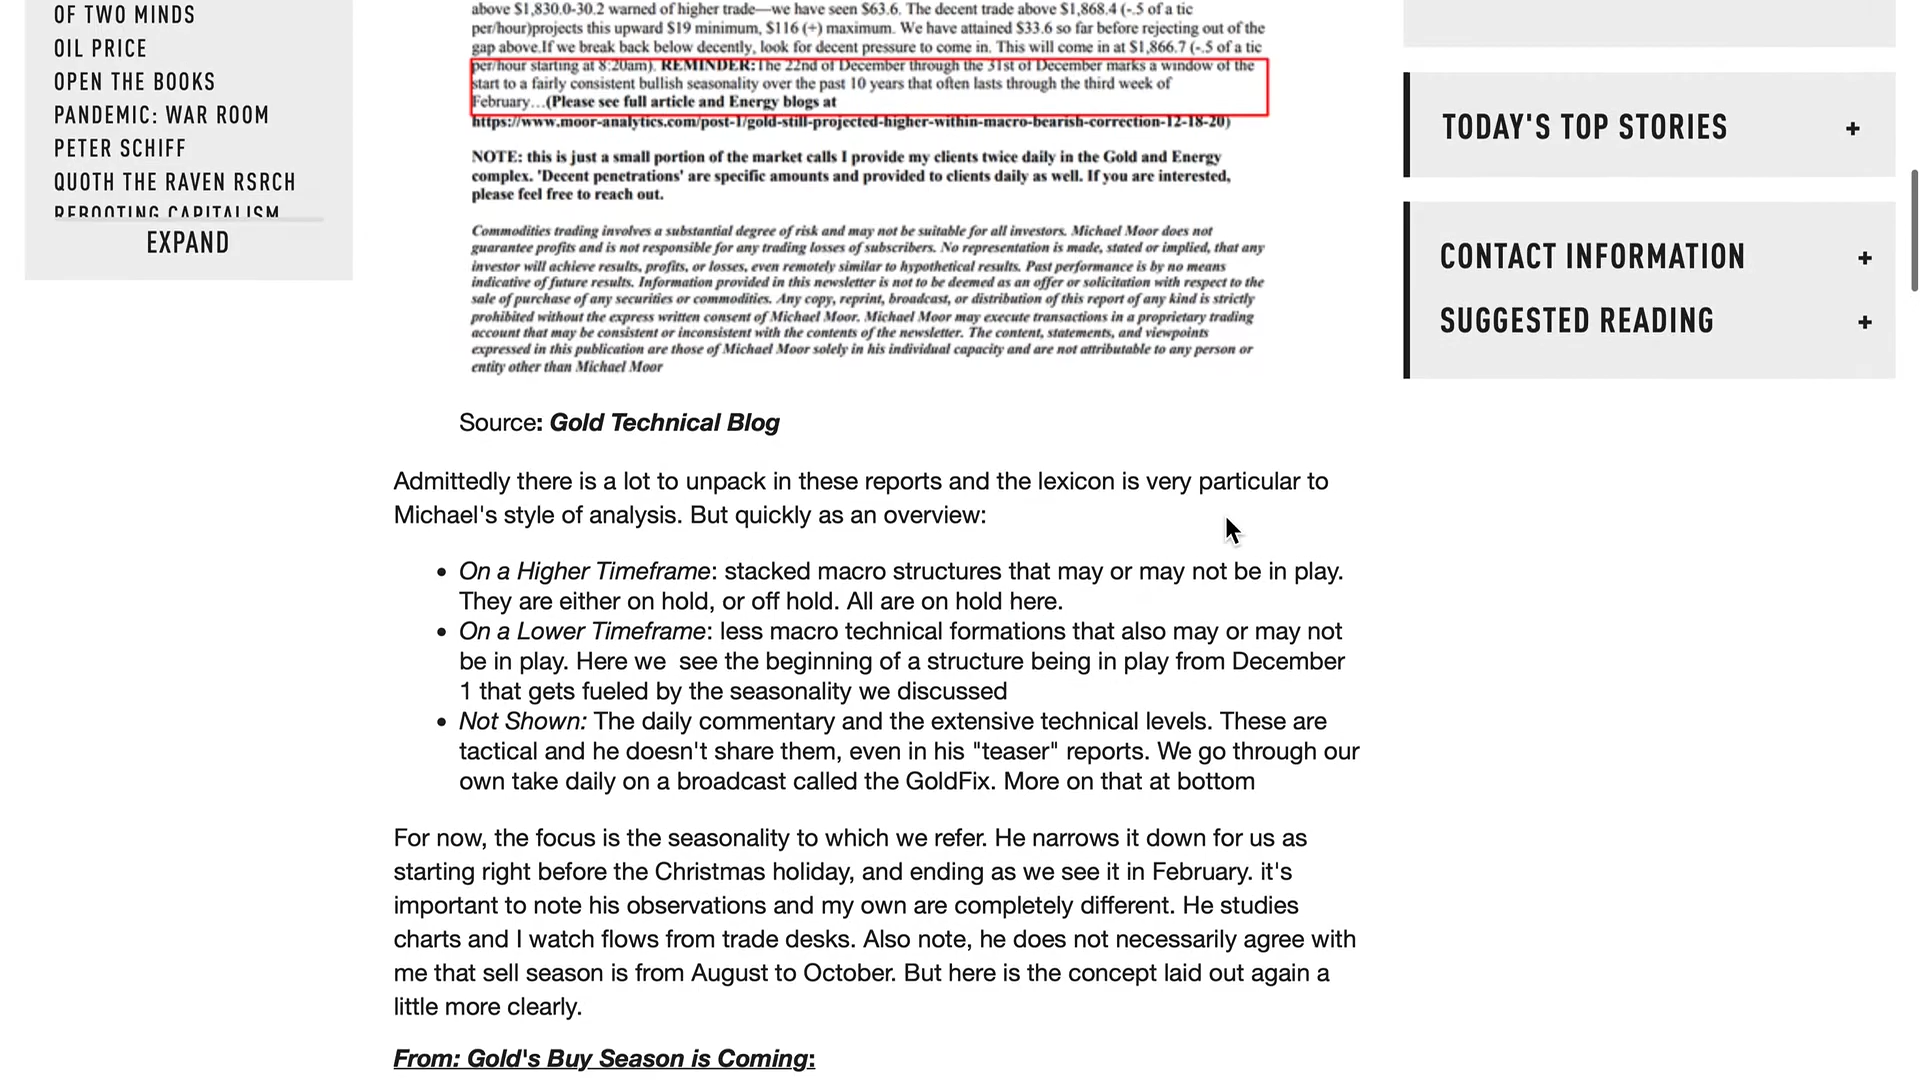 OF TWO MINDS
OIL PRICE
OPEN THE BOOKS
PANDEMIC: WAR ROOM
PETER SCHIFF
QUOTH THE RAVEN RSRCH
REBOOTING CAPITALISM
EXPAND
above $1,830.0-30.2 warned of higher trade—we have seen $63.6. The decent trade above $1,868.4 (-.5 of a tic
per/hour)projects this upward $19 minimum, $116 (+) maximum. We have attained $33.6 so far before rejecting out of the
gap above.If we break back below decently, look for decent pressure to come in. This will come in at $1,866.7 (-.5 of a tic
per/hour starting at 8:20am). REMINDER:The 22nd of December through the 31st of December marks a window of the
start to a fairly consistent bullish seasonality over the past 10 years that often lasts through the third week of
February…(Please see full article and Energy blogs at
https://www.moor-analytics.com/post-1/gold-still-projected-higher-within-macro-bearish-correction-12-18-20)
NOTE: this is just a small portion of the market calls I provide my clients twice daily in the Gold and Energy
complex. 'Decent penetrations' are specific amounts and provided to clients daily as well. If you are interested,
please feel free to reach out.
Commodities trading involves a substantial degree of risk and may not be suitable for all investors. Michael Moor does not
guarantee profits and is not responsible for any trading losses of subscribers. No representation is made, stated or implied, that any
investor will achieve results, profits, or losses, even remotely similar to hypothetical results. Past performance is by no means
indicative of future results. Information provided in this newsletter is not to be deemed as an offer or solicitation with respect to the
sale of purchase of any securities or commodities. Any copy, reprint, broadcast, or distribution of this report of any kind is strictly
prohibited without the express written consent of Michael Moor. Michael Moor may execute transactions in a proprietary trading
account that may be consistent or inconsistent with the contents of the newsletter. The content, statements, and viewpoints
expressed in this publication are those of Michael Moor solely in his individual capacity and are not attributable to any person or
entity other than Michael Moor
Source: Gold Technical Blog
Admittedly there is a lot to unpack in these reports and the lexicon is very particular to
Michael's style of analysis. But quickly as an overview:
• On a Higher Timeframe: stacked macro structures that may or may not be in play.
They are either on hold, or off hold. All are on hold here.
• On a Lower Timeframe: less macro technical formations that also may or may not
be in play. Here we  see the beginning of a structure being in play from December
1 that gets fueled by the seasonality we discussed
• Not Shown: The daily commentary and the extensive technical levels. These are
tactical and he doesn't share them, even in his "teaser" reports. We go through our
own take daily on a broadcast called the GoldFix. More on that at bottom
For now, the focus is the seasonality to which we refer. He narrows it down for us as
starting right before the Christmas holiday, and ending as we see it in February. it's
important to note his observations and my own are completely different. He studies
charts and I watch flows from trade desks. Also note, he does not necessarily agree with
me that sell season is from August to October. But here is the concept laid out again a
little more clearly.
From: Gold's Buy Season is Coming:
TODAY'S TOP STORIES +
CONTACT INFORMATION +
SUGGESTED READING +